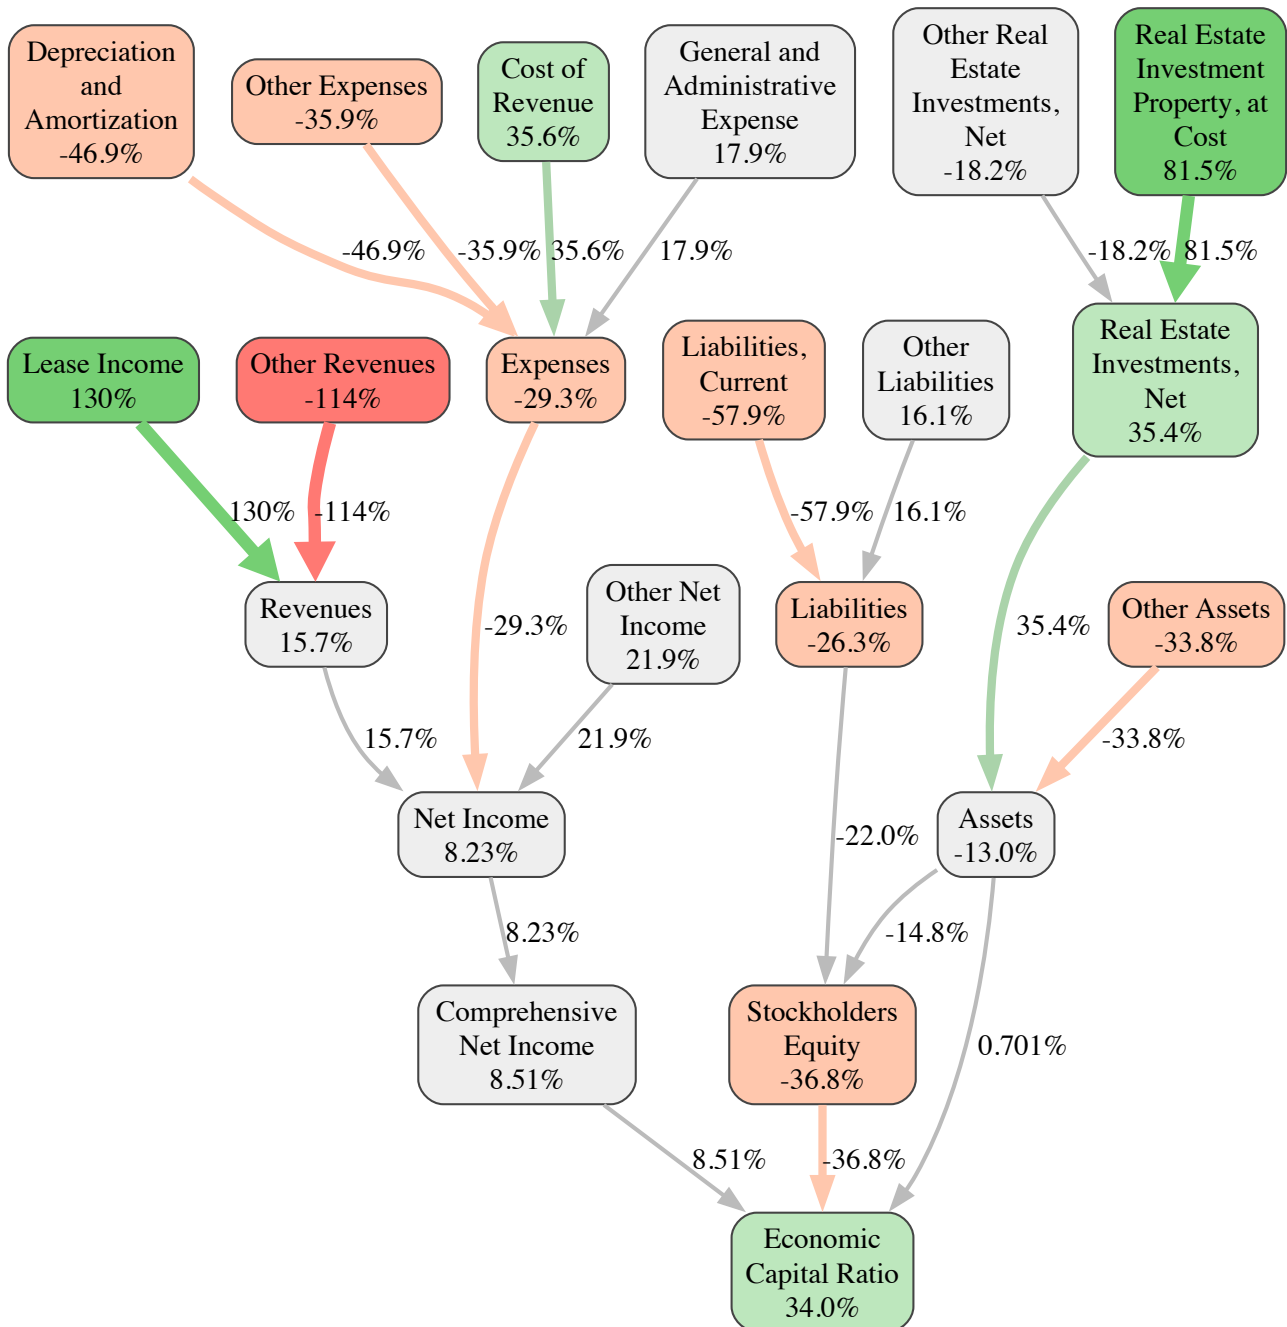 Depreciation
and
Amortization
-46.9%
Other Expenses
-35.9%
Cost of
Revenue
35.6%
General and
Administrative
Expense
17.9%
Other Real
Estate
Investments,
Net
-18.2%
Real Estate
Investment
Property, at
Cost
81.5%
-46.9%
-35.9%
35.6%
17.9%
-18.2%
81.5%
Lease Income
130%
Other Revenues
-114%
Expenses
-29.3%
Liabilities,
Current
-57.9%
Other
Liabilities
16.1%
Real Estate
Investments,
Net
35.4%
130%
-114%
-57.9%
16.1%
Revenues
15.7%
-29.3%
Other Net
Income
21.9%
Liabilities
-26.3%
35.4%
Other Assets
-33.8%
15.7%
21.9%
-33.8%
Net Income
8.23%
-22.0%
Assets
-13.0%
8.23%
-14.8%
Comprehensive
Net Income
8.51%
Stockholders
Equity
-36.8%
0.701%
8.51%
-36.8%
Economic
Capital Ratio
34.0%